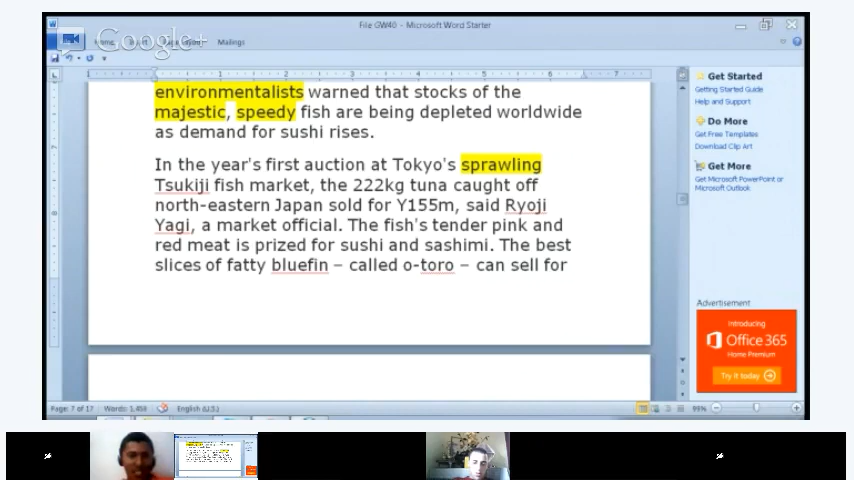 File GW40 - Microsoft Word Starter
Google+
Mailings
environmentalists warned that stocks of the
majestic, speedy fish are being depleted worldwide
as demand for sushi rises.
In the year's first auction at Tokyo's sprawling
Tsukiji fish market, the 222kg tuna caught off
north-eastern Japan sold for Y155m, said Ryoji
Yagi, a market official. The fish's tender pink and
red meat is prized for sushi and sashimi. The best
slices of fatty bluefin – called o-toro – can sell for
Get Started
Getting Started Guide
Help and Support
Do More
Get Free Templates
Download Clip Art
Get More
Get Microsoft PowerPoint or
Microsoft Outlook
Advertisement
Introducing
Office 365
Home Premium
Try it today
Page: 7 of 17
Words: 1,468
English (U.S.)
99%